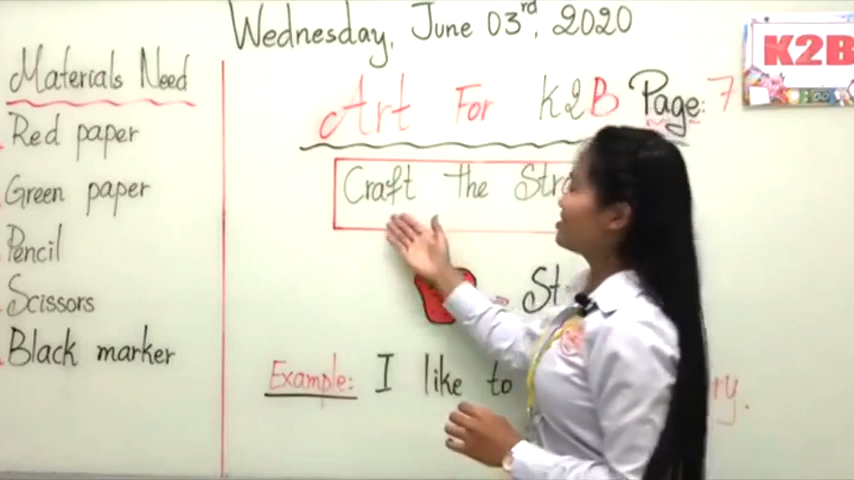 Wednesday, June 03rd, 2020
K2B
Materials Need
Red paper
Green paper
Pencil
Scissors
Black marker
Art For K2B Page: 7
Craft the
Example: I like to